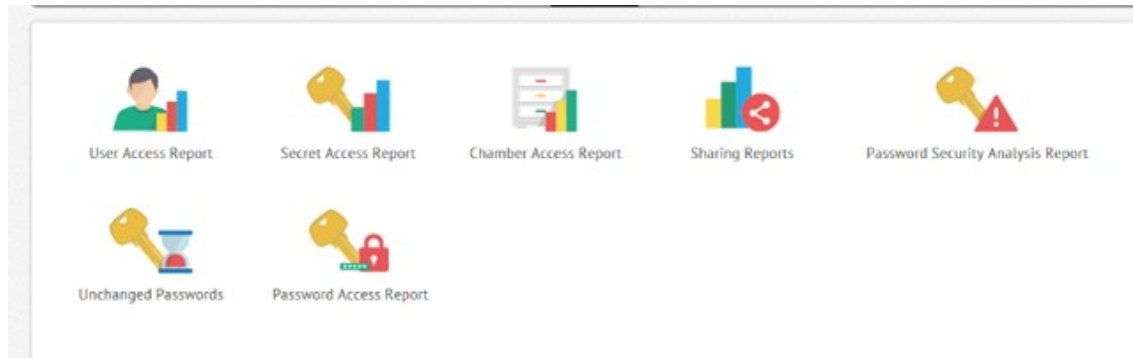 User Access Report
Secret Access Report
Chamber Access Report
Sharing Reports
Password Security Analysis Report
Unchanged Passwords
Password Access Report